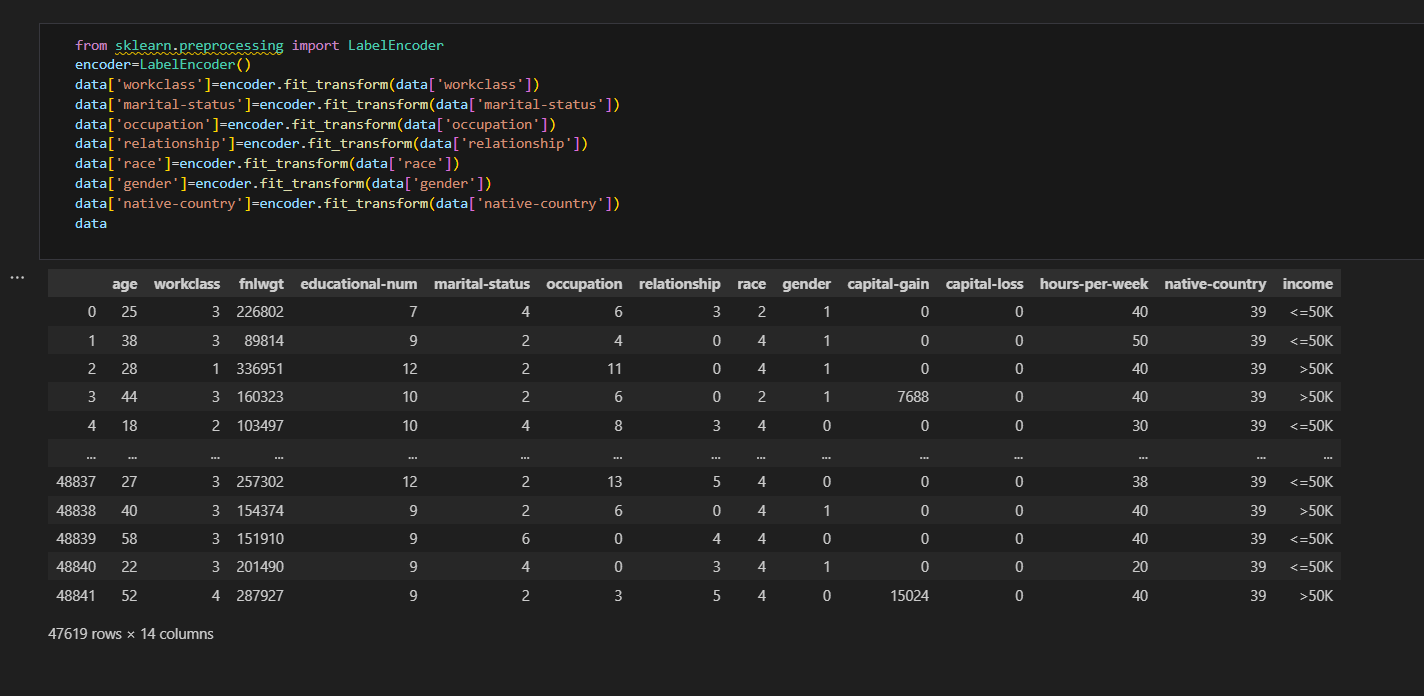 from sklearn.preprocessing import LabelEncoder
encoder=LabelEncoder()
data['workclass']=encoder.fit_transform(data['workclass'])
data['marital-status']=encoder.fit_transform(data['marital-status'])
data['occupation']=encoder.fit_transform(data['occupation'])
data['relationship']=encoder.fit_transform(data['relationship'])
data['race']=encoder.fit_transform(data['race'])
data['gender']=encoder.fit_transform(data['gender'])
data['native-country']=encoder.fit_transform(data['native-country'])
data
...
age workclass fnlwgt educational-num marital-status occupation relationship race gender capital-gain capital-loss hours-per-week native-country income
0 25 3 226802 7 4 6 3 2 1 0 0 40 39 <=50K
1 38 3 89814 9 2 4 0 4 1 0 0 50 39 <=50K
2 28 1 336951 12 2 11 0 4 1 0 0 40 39 >50K
3 44 3 160323 10 2 6 0 2 1 7688 0 40 39 >50K
4 18 2 103497 10 4 8 3 4 0 0 0 30 39 <=50K
... ... ... ... ... ... ... ... ... ... ... ... ... ... ...
48837 27 3 257302 12 2 13 5 4 0 0 0 38 39 <=50K
48838 40 3 154374 9 2 6 0 4 1 0 0 40 39 >50K
48839 58 3 151910 9 6 0 4 4 0 0 0 40 39 <=50K
48840 22 3 201490 9 4 0 3 4 1 0 0 20 39 <=50K
48841 52 4 287927 9 2 3 5 4 0 15024 0 40 39 >50K
47619 rows × 14 columns